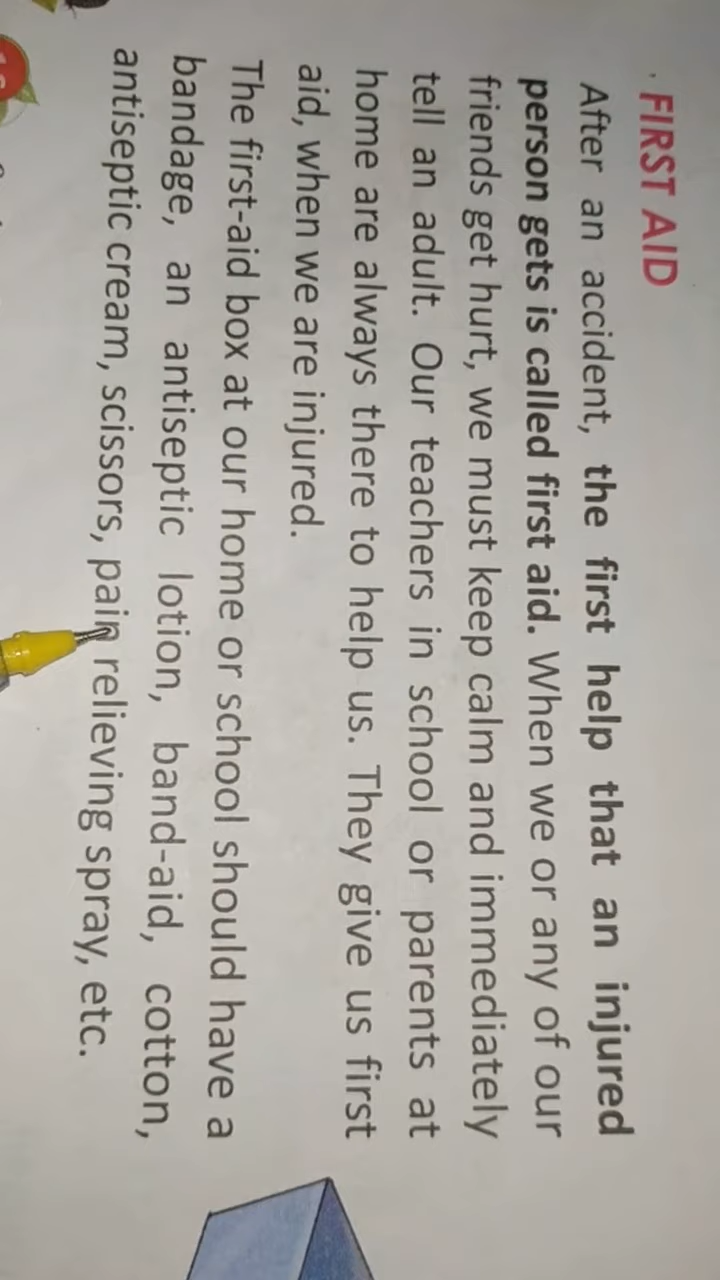 FIRST AID
After an accident, the first help that an injured
person gets is called first aid. When we or any of our
friends get hurt, we must keep calm and immediately
tell an adult. Our teachers in school or parents at
home are always there to help us. They give us first
aid, when we are injured.
The first-aid box at our home or school should have a
bandage, an antiseptic lotion, band-aid, cotton,
antiseptic cream, scissors, pain relieving spray, etc.